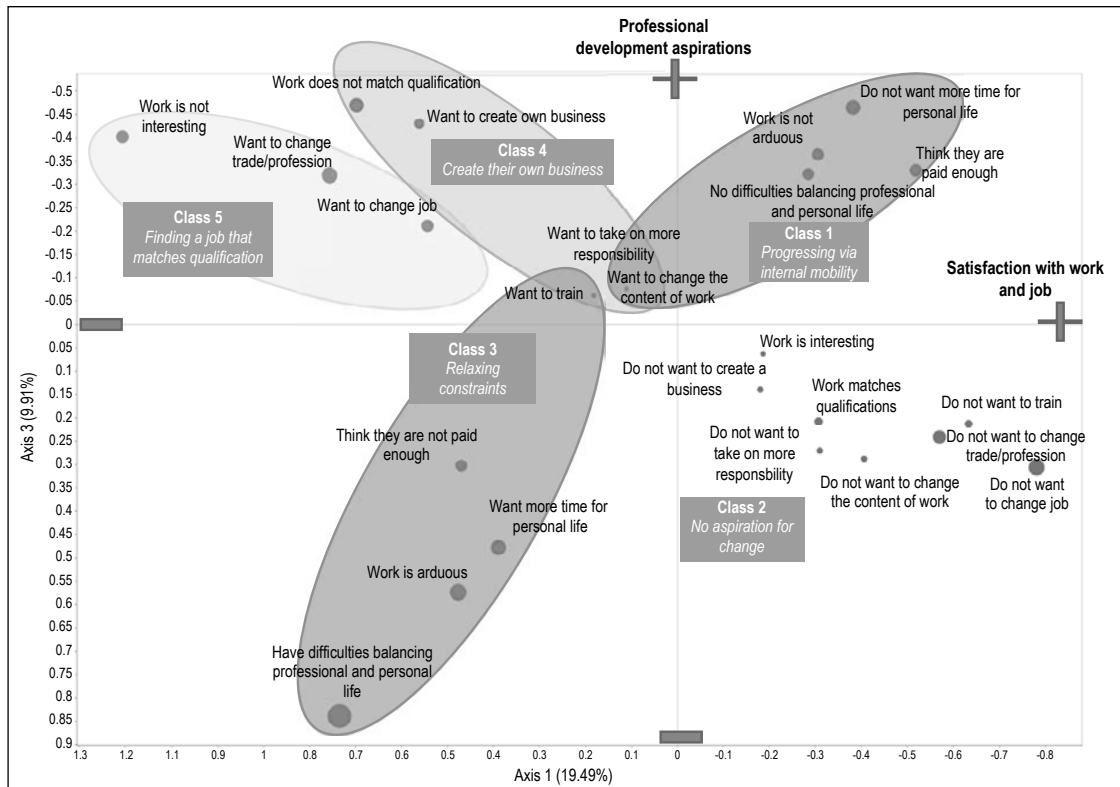 Professional
development aspirations
-0.5
-0.45
-0.4
-0.35
-0.3
-0.25
-0.2
-0.15
-0.1
-0.05
0
0.05
0.1
0.15
0.2
0.25
0.3
0.35
0.4
0.45
0.5
0.55
0.6
0.65
0.7
0.75
0.8
0.85
0.9
Axis 3 (9.91%)
Work does not match qualification
Work is not
interesting
Want to create own business
Want to change
trade/profession
Class 4
Create their own business
Want to change job
Class 5
Finding a job that
matches qualification
Do not want more time for
personal life
Work is not
arduous
Think they are
paid enough
No difficulties balancing professional
and personal life
Class 1
Progressing via
internal mobility
Want to take on more
responsibility
Want to change the
content of work
Want to train
Satisfaction with work
and job
Class 3
Relaxing
constraints
Think they are not paid
enough
Want more time for
personal life
Work is arduous
Have difficulties balancing
professional and personal
life
Work is interesting
Do not want to create a
business
Work matches
qualifications
Do not want to train
Do not want to
take on more
responsbility
Do not want to change
trade/profession
Do not want to change
the content of work
Do not want
to change job
Class 2
No aspiration for
change
1.3 1.2 1.1 1 0.9 0.8 0.7 0.6 0.5 0.4 0.3 0.2 0.1 0 -0.1 -0.2 -0.3 -0.4 -0.5 -0.6 -0.7 -0.8
Axis 1 (19.49%)